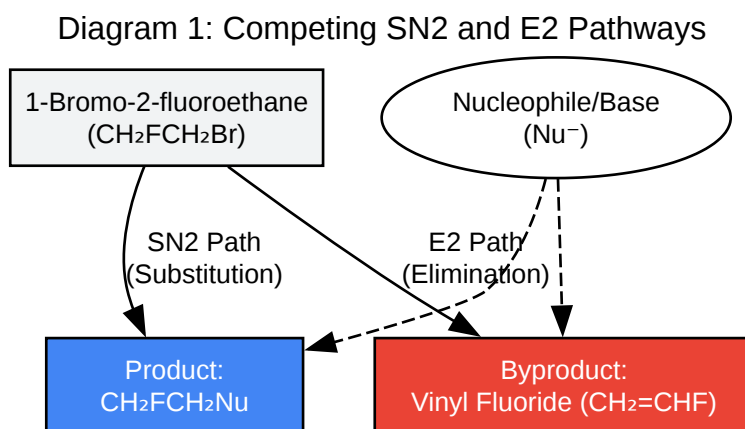 Diagram 1: Competing SN2 and E2 Pathways
1-Bromo-2-fluoroethane
(CH₂FCH₂Br)
Nucleophile/Base
(Nu⁻)
SN2 Path
(Substitution)
E2 Path
(Elimination)
Product:
CH₂FCH₂Nu
Byproduct:
Vinyl Fluoride (CH₂=CHF)